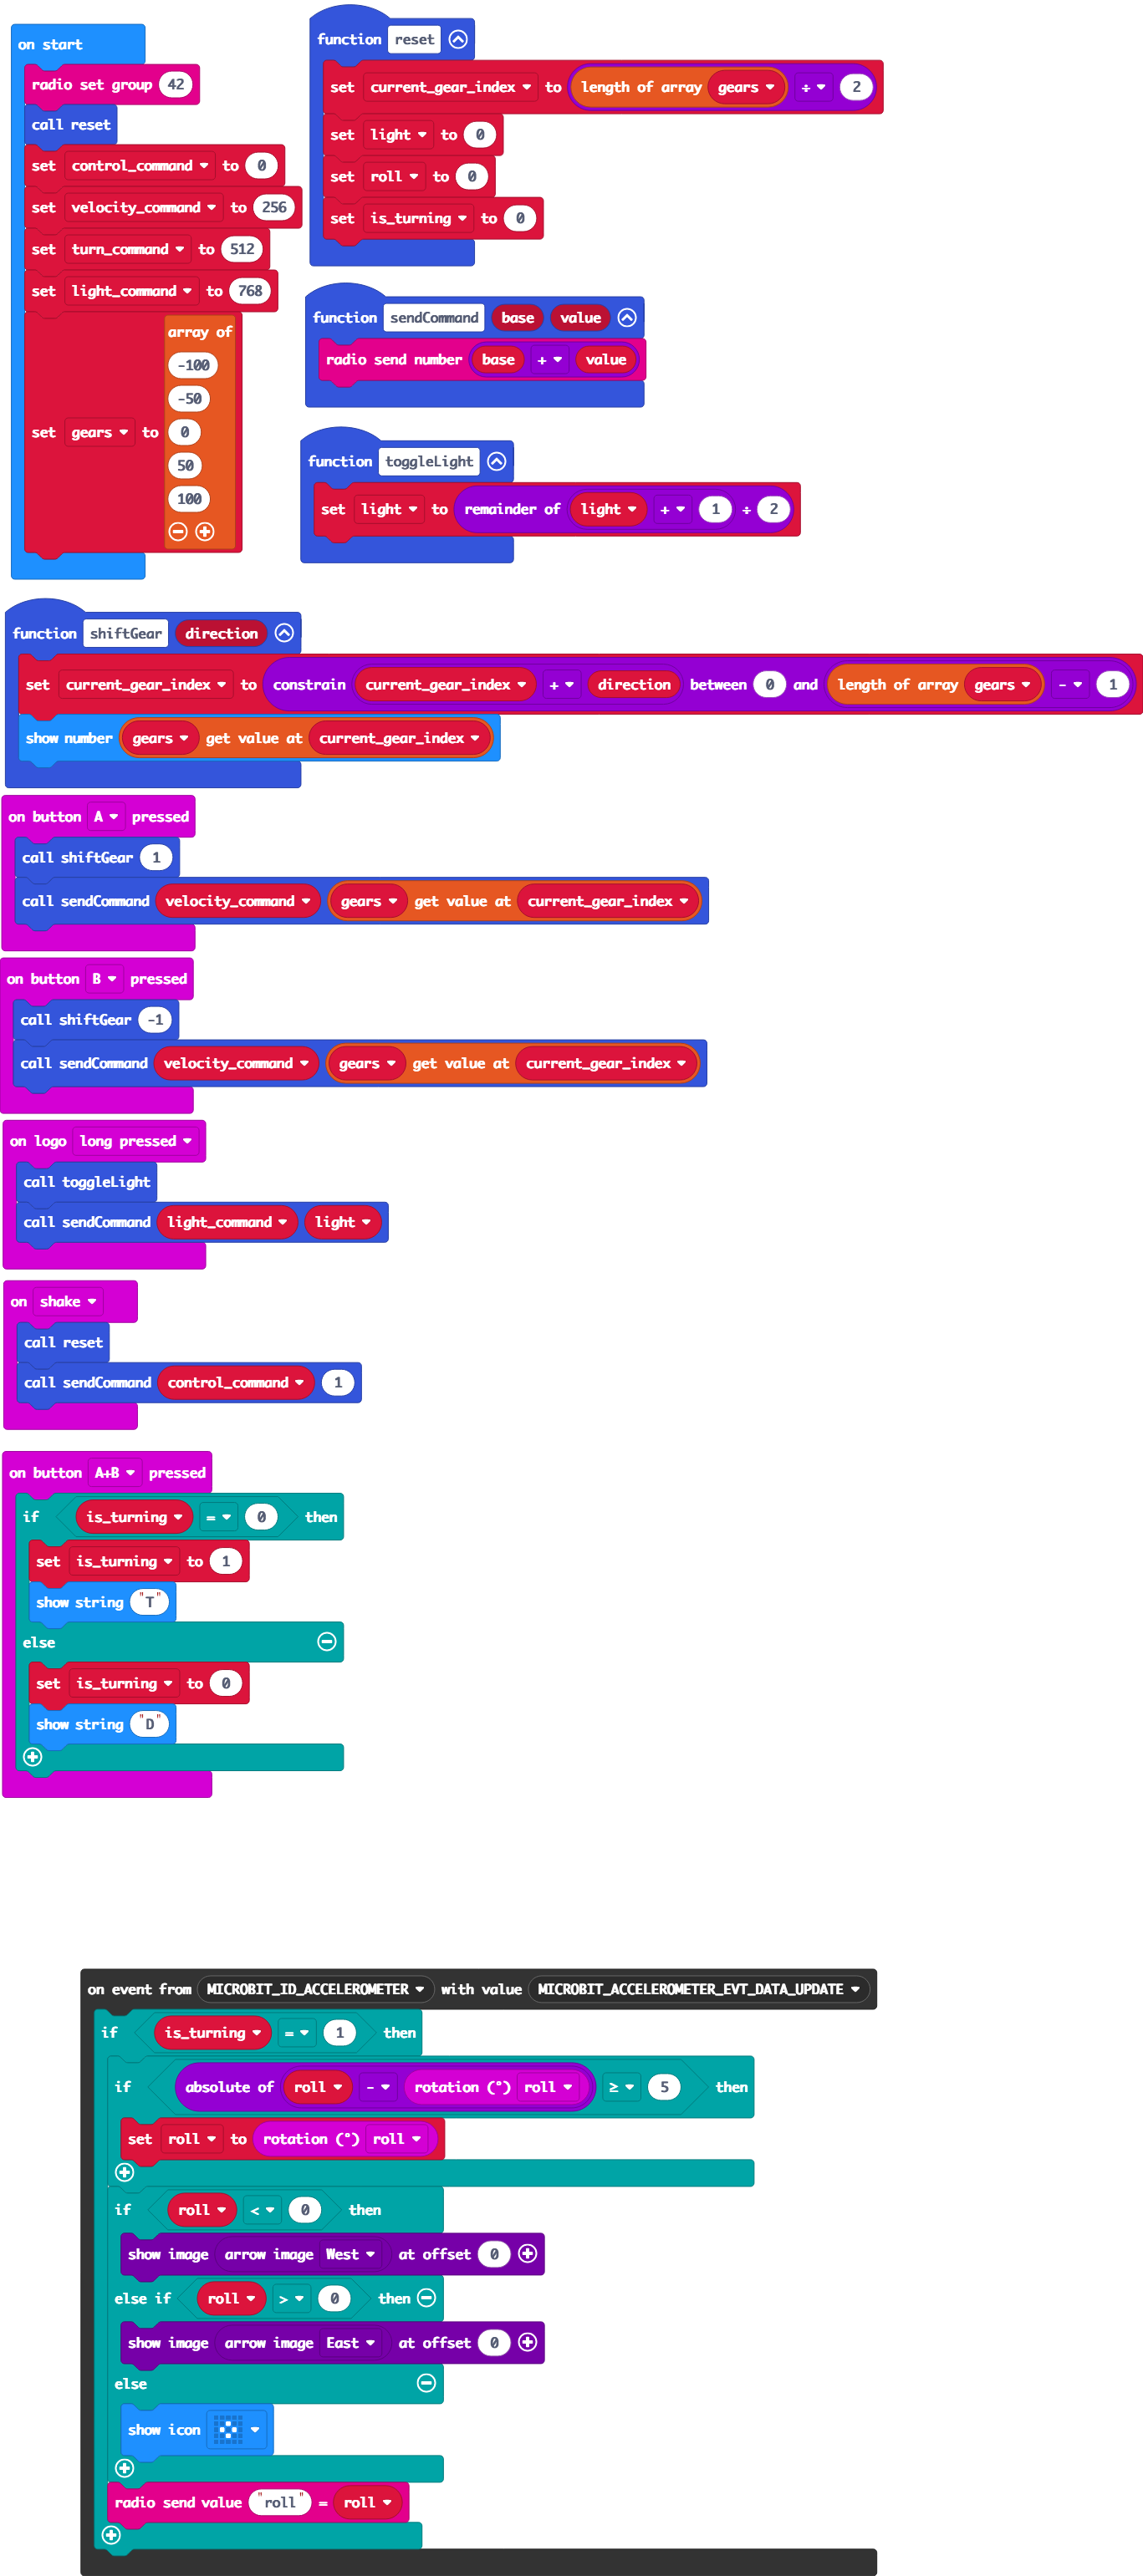 on start
radio set group 42
call reset
set control_command to 0
set velocity_command to 256
set turn_command to 512
set light_command to 768
set gears to array of
-100
-50
0
50
100
function reset
set current_gear_index to length of array gears ÷ 2
set light to 0
set roll to 0
set is_turning to 0
function sendCommand base value
radio send number base + value
function toggleLight
set light to remainder of light + 1 ÷ 2
function shiftGear direction
set current_gear_index to constrain current_gear_index + direction between 0 and length of array gears - 1
show number gears get value at current_gear_index
on button A pressed
call shiftGear 1
call sendCommand velocity_command gears get value at current_gear_index
on button B pressed
call shiftGear -1
call sendCommand velocity_command gears get value at current_gear_index
on logo long pressed
call toggleLight
call sendCommand light_command light
on shake
call reset
call sendCommand control_command 1
on button A+B pressed
if is_turning = 0 then
set is_turning to 1
show string "T"
else
set is_turning to 0
show string "D"
on event from MICROBIT_ID_ACCELEROMETER with value MICROBIT_ACCELEROMETER_EVT_DATA_UPDATE
if is_turning = 1 then
if absolute of roll - rotation (°) roll ≥ 5 then
set roll to rotation (°) roll
if roll < 0 then
show image arrow image West at offset 0
else if roll > 0 then
show image arrow image East at offset 0
else
show icon
radio send value "roll" = roll